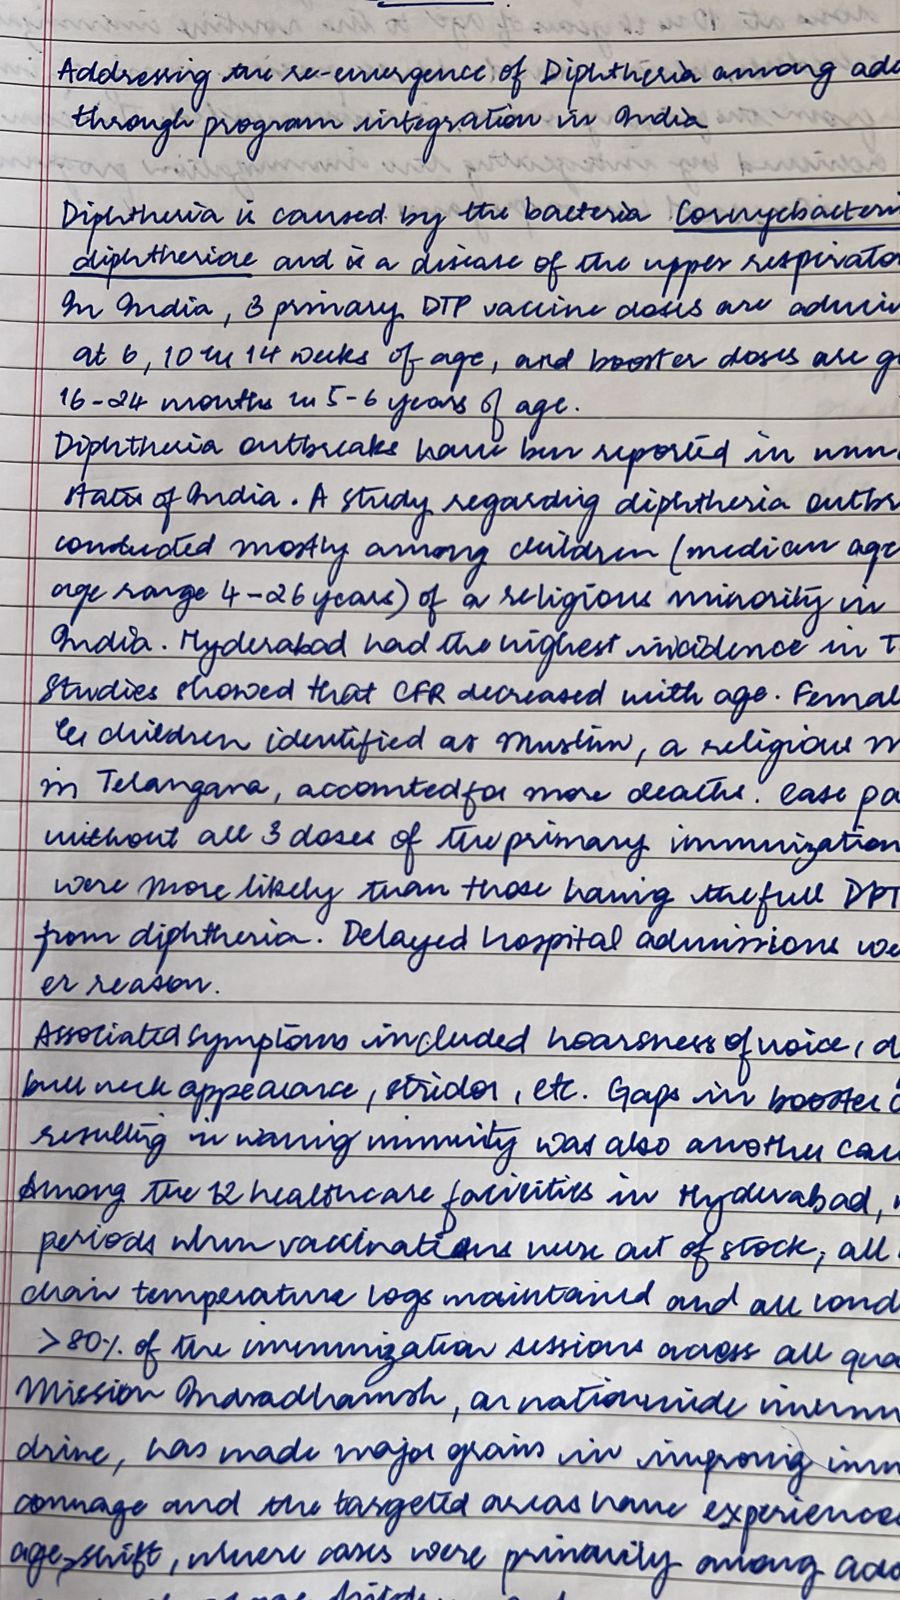 Addressing the re-emergence of Diphtheria among ado
through program integration in India
Diphtheria is caused by the bacteria Cornycbacteri
diphtheriae and is a disease of the upper respirato
In India, 3 primary DTP vaccine doses are admini
at 6, 10 & 14 weeks of age, and booster doses are g
16-24 months & 5-6 years of age.
Diphtheria outbreaks have been reported in
states of India. A study regarding diphtheria outbr
conducted mostly among children (median age
age range 4-26 years) of a religious minority in
India. Hyderabad had the highest incidence in T
Studies showed that CFR decreased with age. Femal
& children identified as Muslim, a religious m
in Telangana, accounted for more deaths. Case pa
without all 3 doses of the primary immunization
were more likely than those having the full DPT
from diphtheria. Delayed hospital admissions we
er reason.
Associated symptoms included hoarsness of voice, d
bull neck appearance, stridor, etc. Gaps in booster d
resulting in waning immunity was also another cau
Among the 12 healthcare facilities in Hyderabad, n
periods when vaccinations were out of stock, all
chain temperature logs maintained and all cond
>80% of the immunization sessions across all qua
Mission Indradhanush, a nationwide immun
drive, has made major grains in improving imm
coverage and the targeted areas have experience
age shift, where cases were primarily among ado